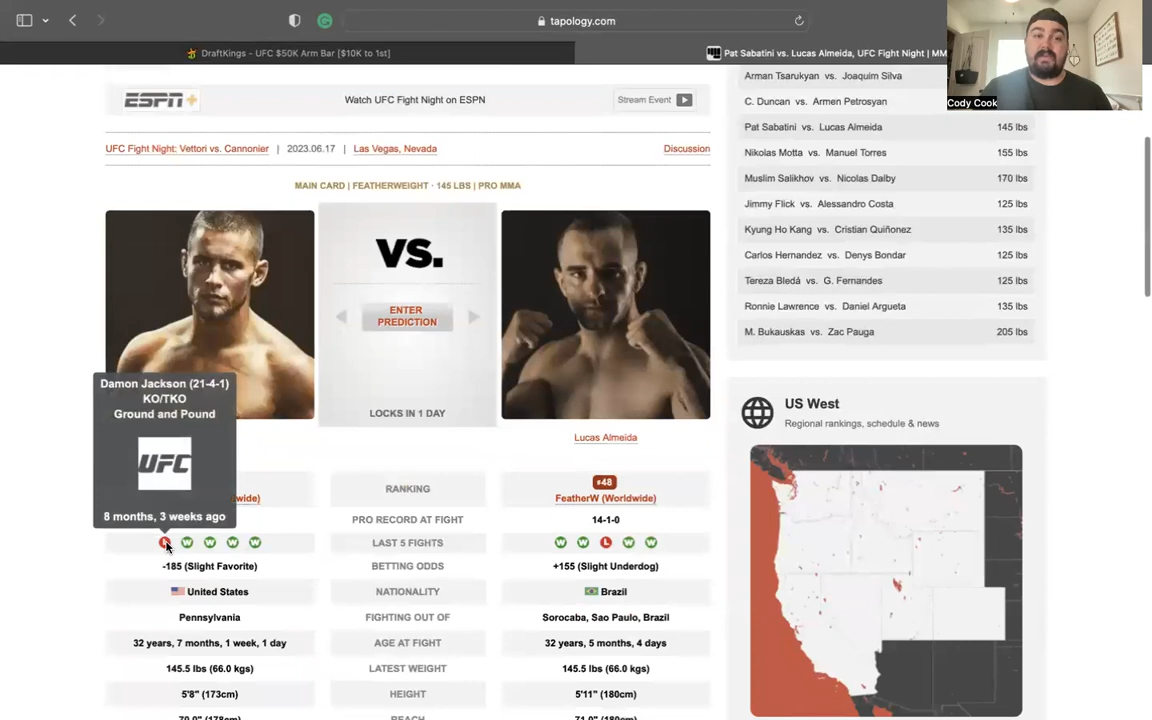 tapology.com
DraftKings - UFC $50K Arm Bar [$10K to 1st]
Pat Sabatini vs. Lucas Almeida, UFC Fight Night | MM
Cody Cook
ESPN+
Watch UFC Fight Night on ESPN
Stream Event
UFC Fight Night: Vettori vs. Cannonier | 2023.06.17 | Las Vegas, Nevada
Discussion
MAIN CARD | FEATHERWEIGHT · 145 LBS | PRO MMA
VS.
ENTER
PREDICTION
LOCKS IN 1 DAY
Damon Jackson (21-4-1)
KO/TKO
Ground and Pound
UFC
8 months, 3 weeks ago
Lucas Almeida
wide)
RANKING
#48
FeatherW (Worldwide)
PRO RECORD AT FIGHT
14-1-0
L W W W W
LAST 5 FIGHTS
W W L W W
-185 (Slight Favorite)
BETTING ODDS
+155 (Slight Underdog)
United States
NATIONALITY
Brazil
Pennsylvania
FIGHTING OUT OF
Sorocaba, Sao Paulo, Brazil
32 years, 7 months, 1 week, 1 day
AGE AT FIGHT
32 years, 5 months, 4 days
145.5 lbs (66.0 kgs)
LATEST WEIGHT
145.5 lbs (66.0 kgs)
5'8" (173cm)
HEIGHT
5'11" (180cm)
70.0" (178cm)
REACH
71.0" (180cm)
Arman Tsarukyan vs. Joaquim Silva
C. Duncan vs. Armen Petrosyan
Pat Sabatini vs. Lucas Almeida 145 lbs
Nikolas Motta vs. Manuel Torres 155 lbs
Muslim Salikhov vs. Nicolas Dalby 170 lbs
Jimmy Flick vs. Alessandro Costa 125 lbs
Kyung Ho Kang vs. Cristian Quiñonez 135 lbs
Carlos Hernandez vs. Denys Bondar 125 lbs
Tereza Bledá vs. G. Fernandes 125 lbs
Ronnie Lawrence vs. Daniel Argueta 135 lbs
M. Bukauskas vs. Zac Pauga 205 lbs
US West
Regional rankings, schedule & news